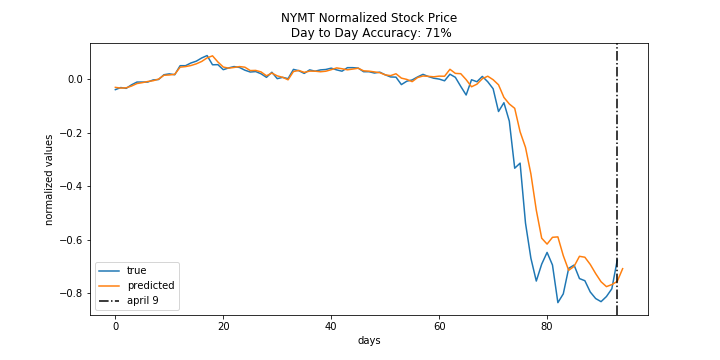 NYMT Normalized Stock Price
Day to Day Accuracy: 71%
normalized values
0.0
−0.2
−0.4
−0.6
−0.8
true
predicted
april 9
0
20
40
60
80
days